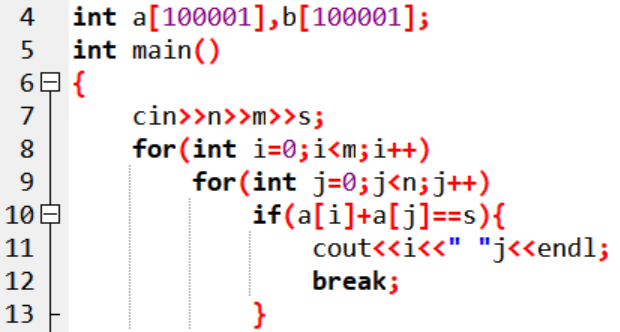 4 int a[100001],b[100001];
5 int main()
6 {
7 cin>>n>>m>>s;
8 for(int i=0;i<m;i++)
9 for(int j=0;j<n;j++)
10 if(a[i]+a[j]==s){
11 cout<<i<<" "j<<endl;
12 break;
13 }